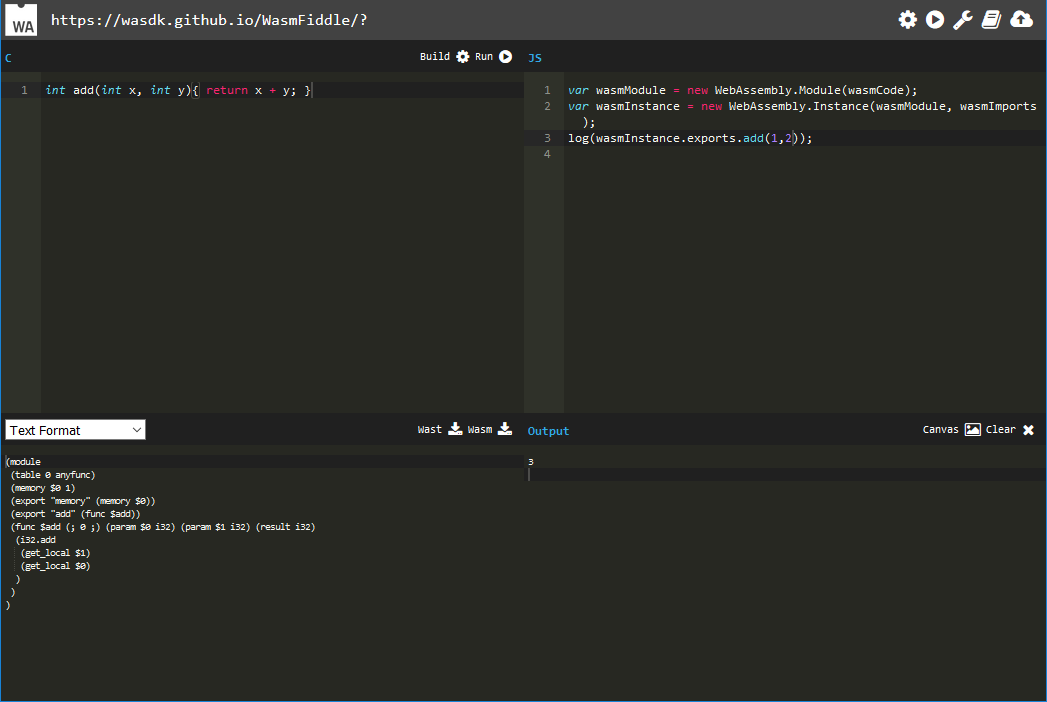 WA https://wasdk.github.io/WasmFiddle/?
C Build Run
1 int add(int x, int y){ return x + y; }
JS
1 var wasmModule = new WebAssembly.Module(wasmCode);
2 var wasmInstance = new WebAssembly.Instance(wasmModule, wasmImports
);
3 log(wasmInstance.exports.add(1,2));
4
Text Format Wast Wasm
(module
(table 0 anyfunc)
(memory $0 1)
(export "memory" (memory $0))
(export "add" (func $add))
(func $add (; 0 ;) (param $0 i32) (param $1 i32) (result i32)
(i32.add
(get_local $1)
(get_local $0)
)
)
)
Output Canvas Clear
3